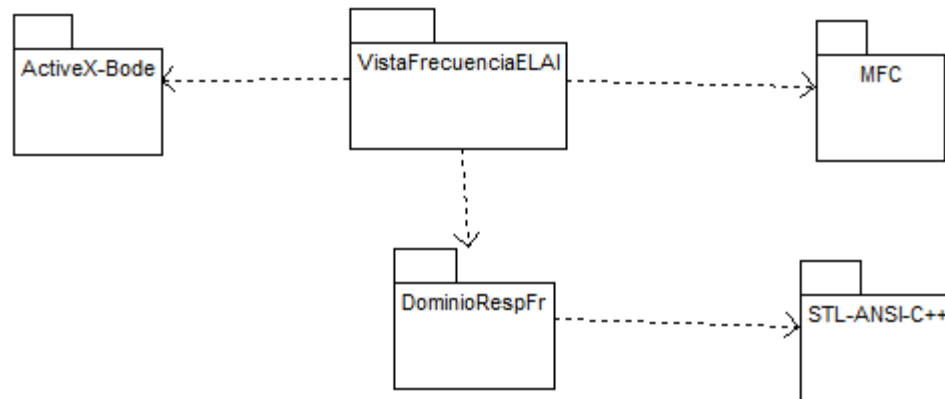 ActiveX-Bode
VistaFrecuenciaELAI
MFC
DominioRespFr
STL-ANSI-C++